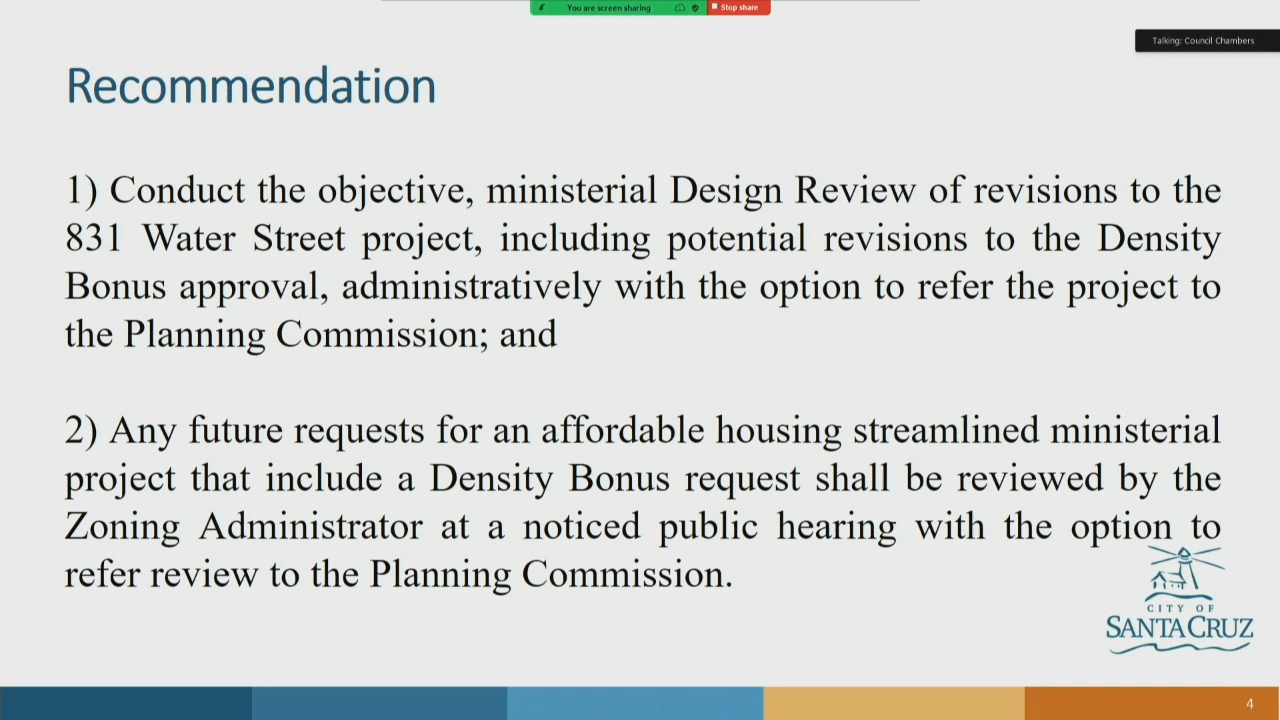 You are screen sharing
Stop share
Talking: Council Chambers
Recommendation
1) Conduct the objective, ministerial Design Review of revisions to the
831 Water Street project, including potential revisions to the Density
Bonus approval, administratively with the option to refer the project to
the Planning Commission; and
2) Any future requests for an affordable housing streamlined ministerial
project that include a Density Bonus request shall be reviewed by the
Zoning Administrator at a noticed public hearing with the option to
refer review to the Planning Commission.
CITY OF
SANTA CRUZ
4